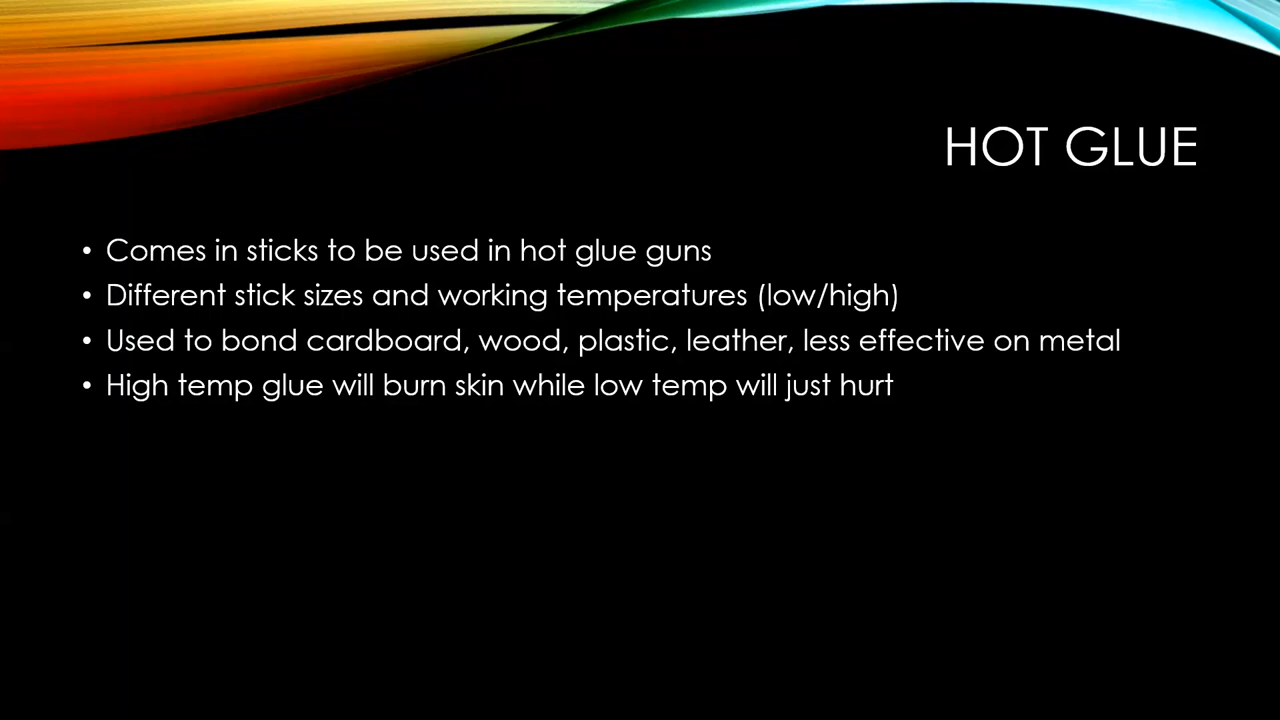 HOT GLUE
• Comes in sticks to be used in hot glue guns
• Different stick sizes and working temperatures (low/high)
• Used to bond cardboard, wood, plastic, leather, less effective on metal
• High temp glue will burn skin while low temp will just hurt